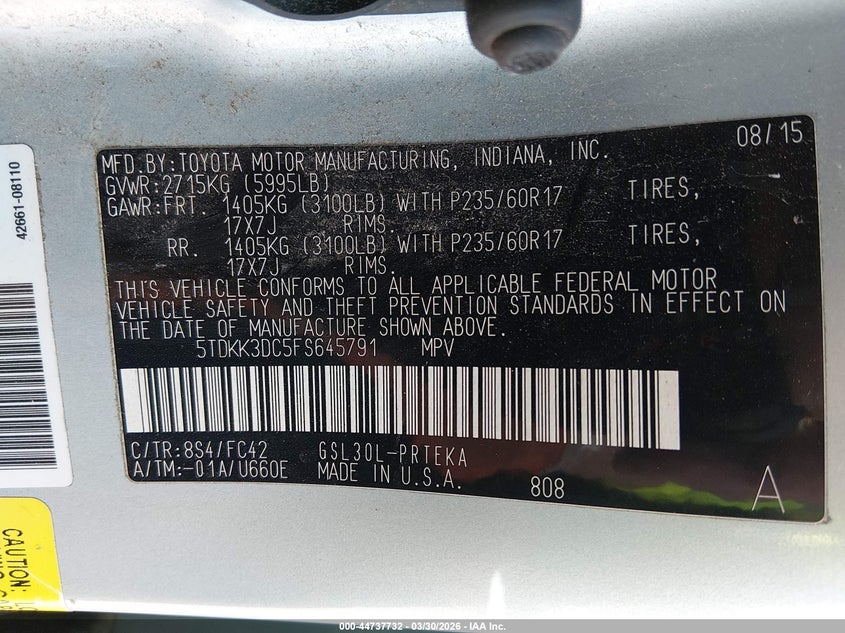 42661-08110
08/15
MFD.BY:TOYOTA MOTOR MANUFACTURING, INDIANA, INC.
GVWR:2715KG (5995LB)
GAWR:FRT. 1405KG (3100LB) WITH P235/60R17 TIRES,
17X7J RIMS.
RR. 1405KG (3100LB) WITH P235/60R17 TIRES,
17X7J RIMS.
THIS VEHICLE CONFORMS TO ALL APPLICABLE FEDERAL MOTOR
VEHICLE SAFETY AND THEFT PREVENTION STANDARDS IN EFFECT ON
THE DATE OF MANUFACTURE SHOWN ABOVE.
5TDKK3DC5FS645791 MPV
C/TR:8S4/FC42 GSL30L-PRTEKA
A/TM:-01A/U660E MADE IN U.S.A. 808 A
CAUTION:
000-44737732 — 03/30/2026 — IAA Inc.